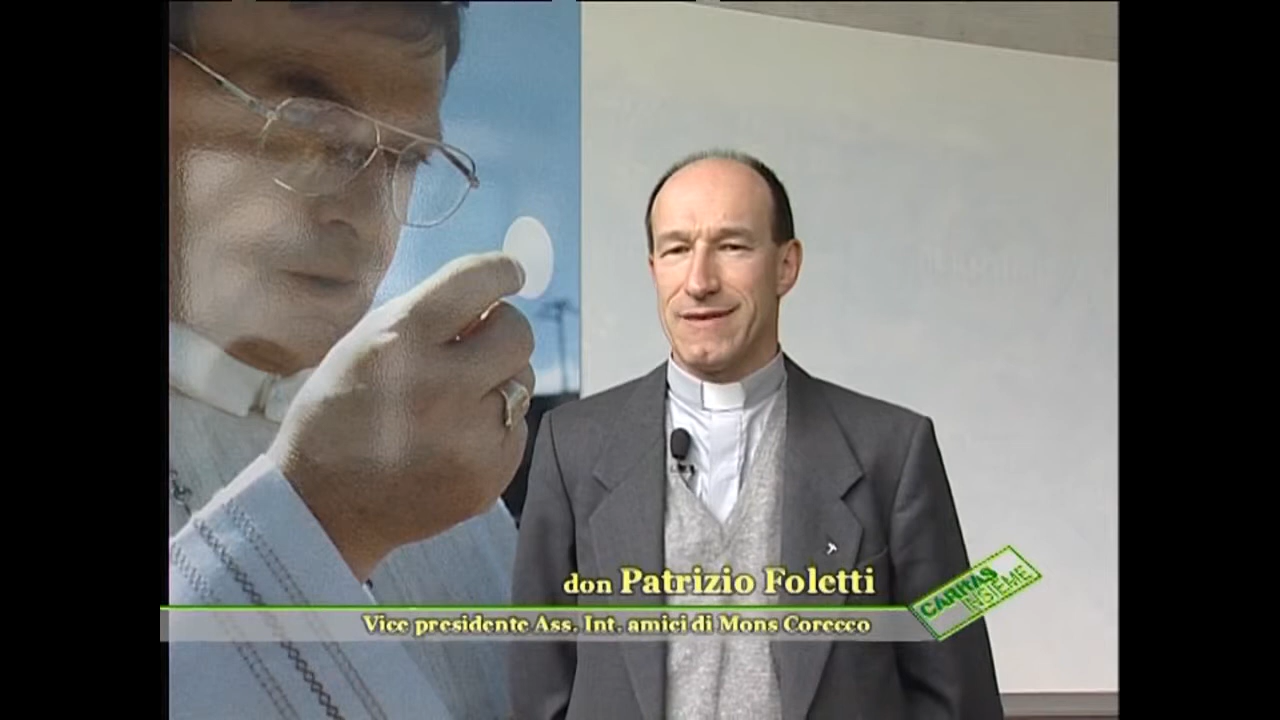 don Patrizio Foletti
Vice presidente Ass. Int. amici di Mons Corecco
CARITAS
INSIEME